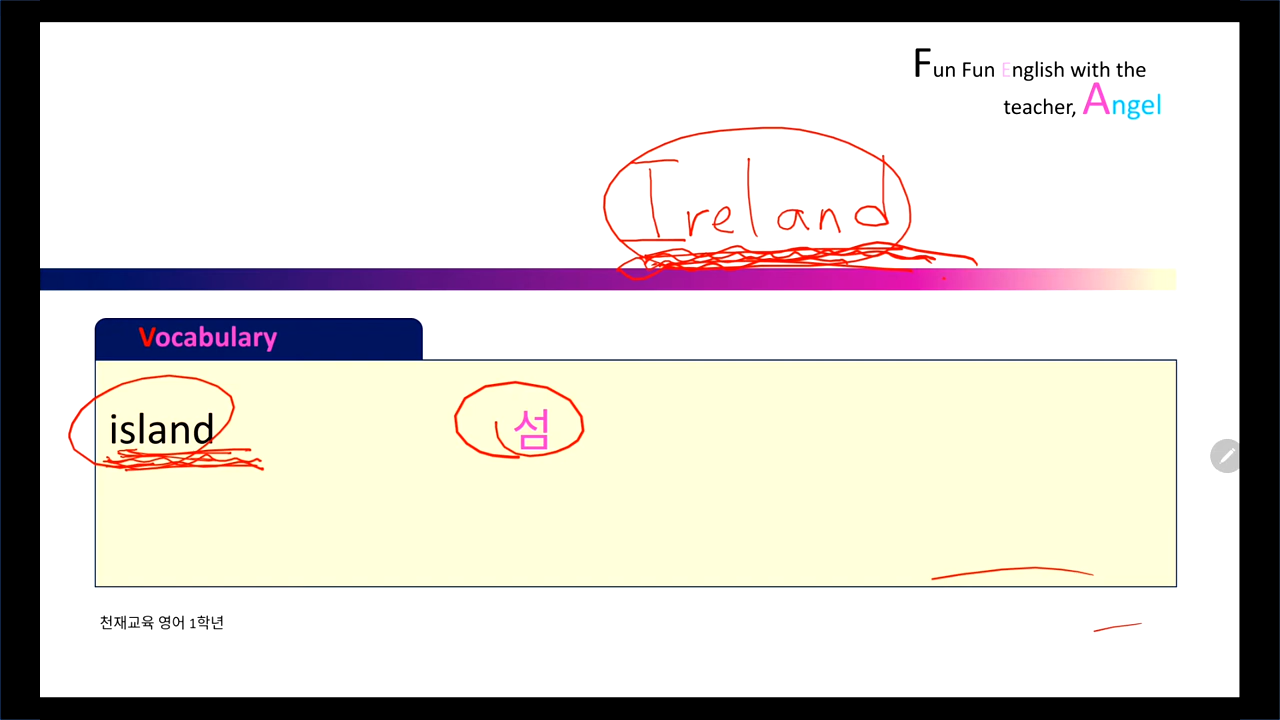 Fun Fun English with the
teacher, Angel
Ireland
Vocabulary
island 섬
천재교육 영어 1학년